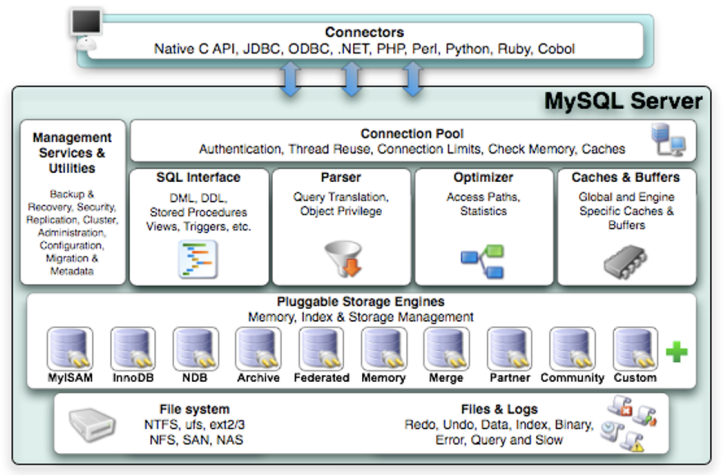 Connectors
Native C API, JDBC, ODBC, .NET, PHP, Perl, Python, Ruby, Cobol
MySQL Server
Management
Services &
Utilities
Backup &
Recovery, Security,
Replication, Cluster,
Administration,
Configuration,
Migration &
Metadata
Connection Pool
Authentication, Thread Reuse, Connection Limits, Check Memory, Caches
SQL Interface
DML, DDL,
Stored Procedures
Views, Triggers, etc.
Parser
Query Translation,
Object Privilege
Optimizer
Access Paths,
Statistics
Caches & Buffers
Global and Engine
Specific Caches &
Buffers
Pluggable Storage Engines
Memory, Index & Storage Management
MyISAM
InnoDB
NDB
Archive
Federated
Memory
Merge
Partner
Community
Custom
File system
NTFS, ufs, ext2/3
NFS, SAN, NAS
Files & Logs
Redo, Undo, Data, Index, Binary,
Error, Query and Slow